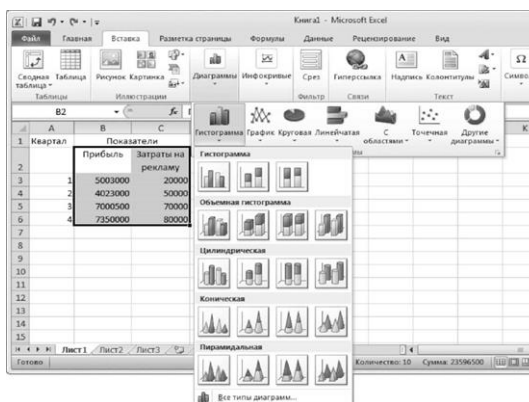 Книга1 - Microsoft Excel
Файл Главная Вставка Разметка страницы Формулы Данные Рецензирование Вид
Сводная таблица Таблица Рисунок Картинка Диаграммы Инфокривые Срез Гиперссылка Надпись Колонтитулы Символ
Таблицы Иллюстрации Фильтр Связи Текст
B2 fx
Гистограмма График Круговая Линейчатая С областями Точечная Другие диаграммы
A B C K
1 Квартал Показатели
2 Прибыль Затраты на рекламу
3 1 5003000 20000
4 2 4023000 50000
5 3 7000500 70000
6 4 7350000 80000
7
8
9
10
11
12
13
14
15
Гистограмма
Объемная гистограмма
Цилиндрическая
Коническая
Пирамидальная
Все типы диаграмм...
Лист1 Лист2 Лист3
Готово Количество: 10 Сумма: 23596500